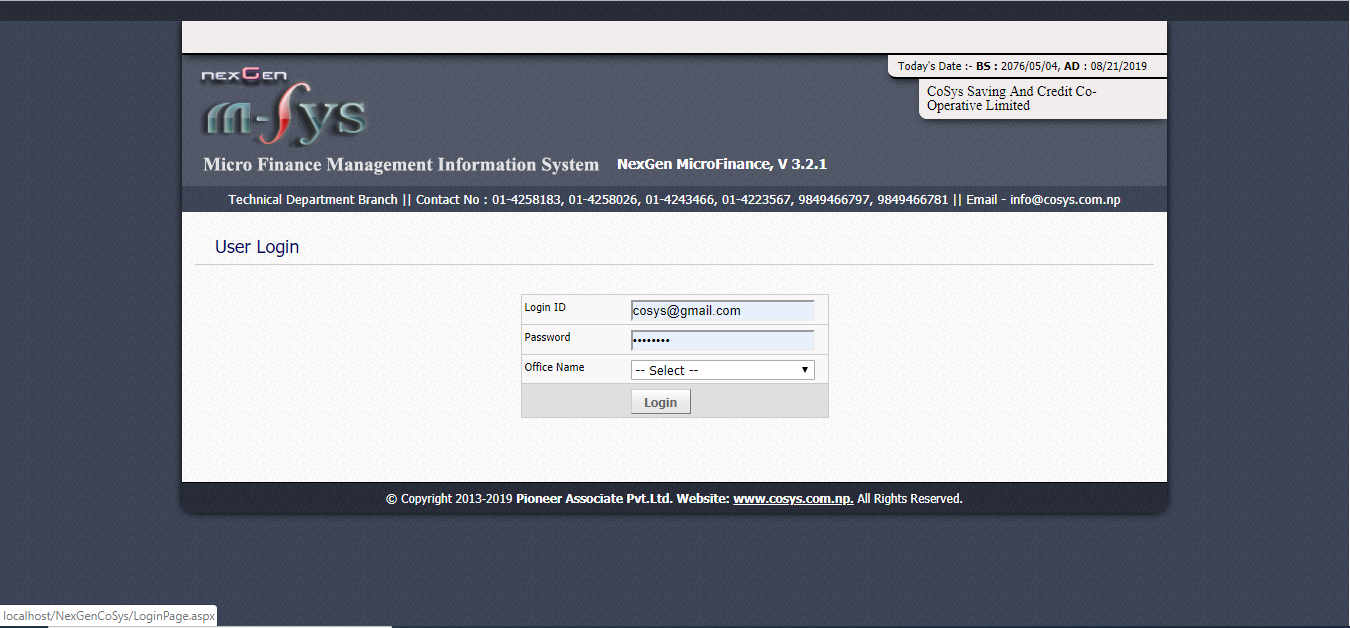 Today's Date :- BS : 2076/05/04, AD : 08/21/2019
nexGen
m-Sys
CoSys Saving And Credit Co-
Operative Limited
Micro Finance Management Information System NexGen MicroFinance, V 3.2.1
Technical Department Branch || Contact No : 01-4258183, 01-4258026, 01-4243466, 01-4223567, 9849466797, 9849466781 || Email - info@cosys.com.np
User Login
Login ID cosys@gmail.com
Password ••••••••
Office Name -- Select --
Login
© Copyright 2013-2019 Pioneer Associate Pvt.Ltd. Website: www.cosys.com.np. All Rights Reserved.
localhost/NexGenCoSys/LoginPage.aspx